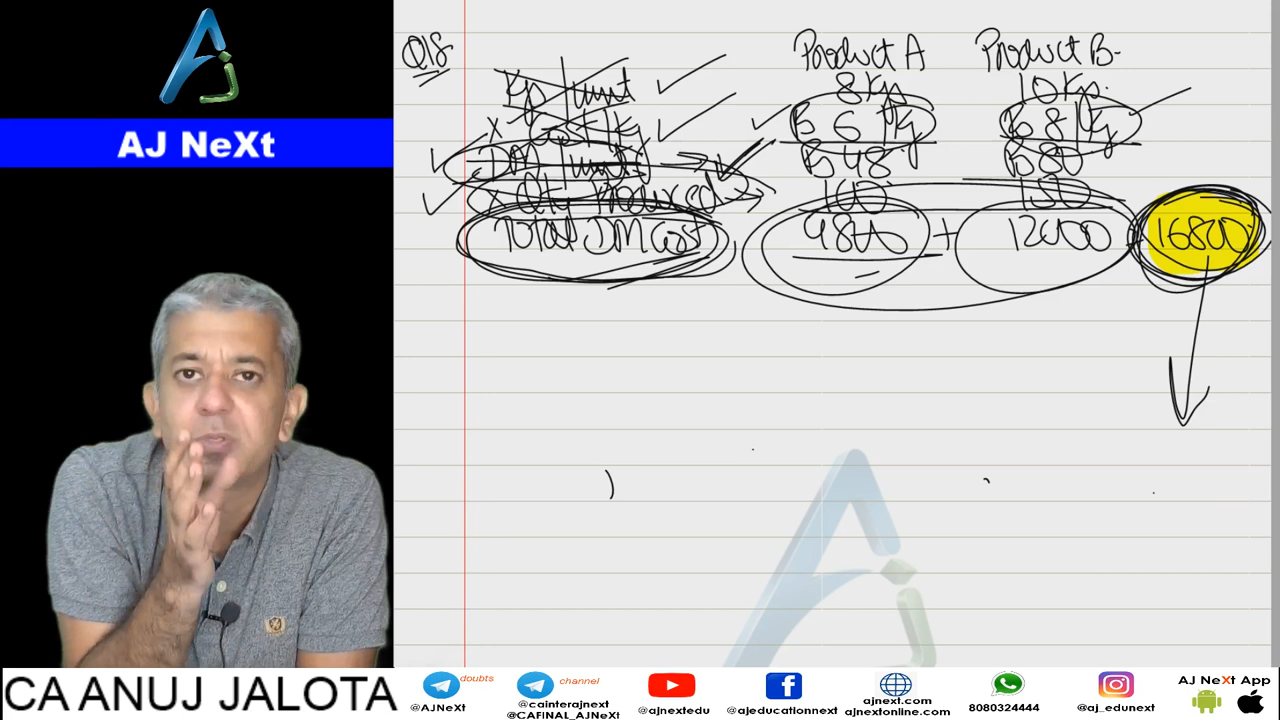 AJ NeXt
Q18
Product A Product B
Kg/unit 8 Kgs 10 Kgs.
x Cost/Kg ₨ 6/Kg ₨ 8/Kg
DM/unit ₨ 48 ₨ 80
x Qty Produced 100 150
Total DM Cost 4800 + 12000 16800
CA ANUJ JALOTA
doubts
@AJNeXt
channel
@cainterajnext
@CAFINAL_AJNeXt
@ajnextedu
@ajeducationnext
ajnext.com
ajnextonline.com
8080324444
@aj_edunext
AJ NeXt App